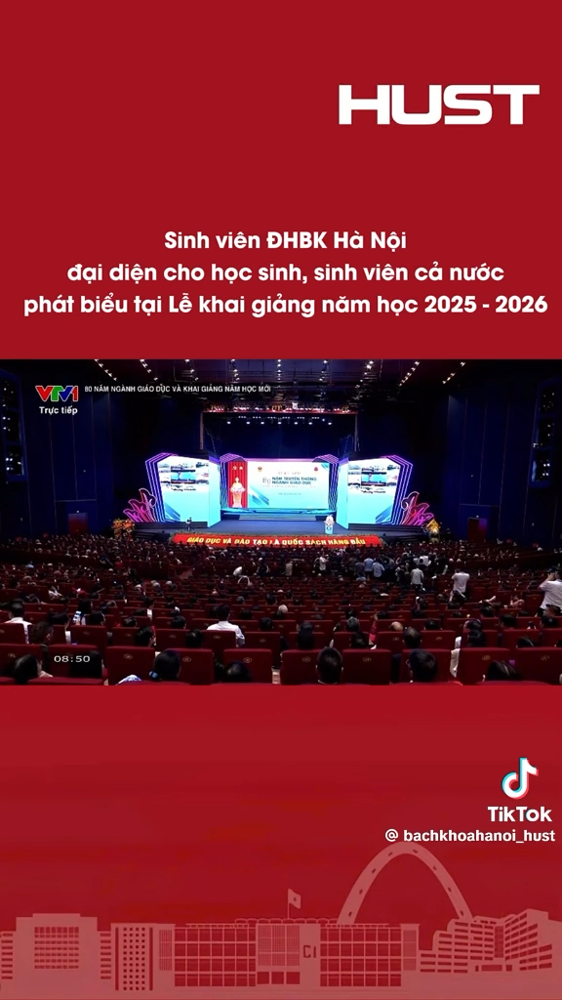 HUST
Sinh viên ĐHBK Hà Nội
đại diện cho học sinh, sinh viên cả nước
phát biểu tại Lễ khai giảng năm học 2025 - 2026
VTV1
80 NĂM NGÀNH GIÁO DỤC VÀ KHAI GIẢNG NĂM HỌC MỚI
Trực tiếp
NĂM TRUYỀN THỐNG
NGÀNH GIÁO DỤC
GIÁO DỤC VÀ ĐÀO TẠO LÀ QUỐC SÁCH HÀNG ĐẦU
08:50
TikTok
@ bachkhoahanoi_hust
C1